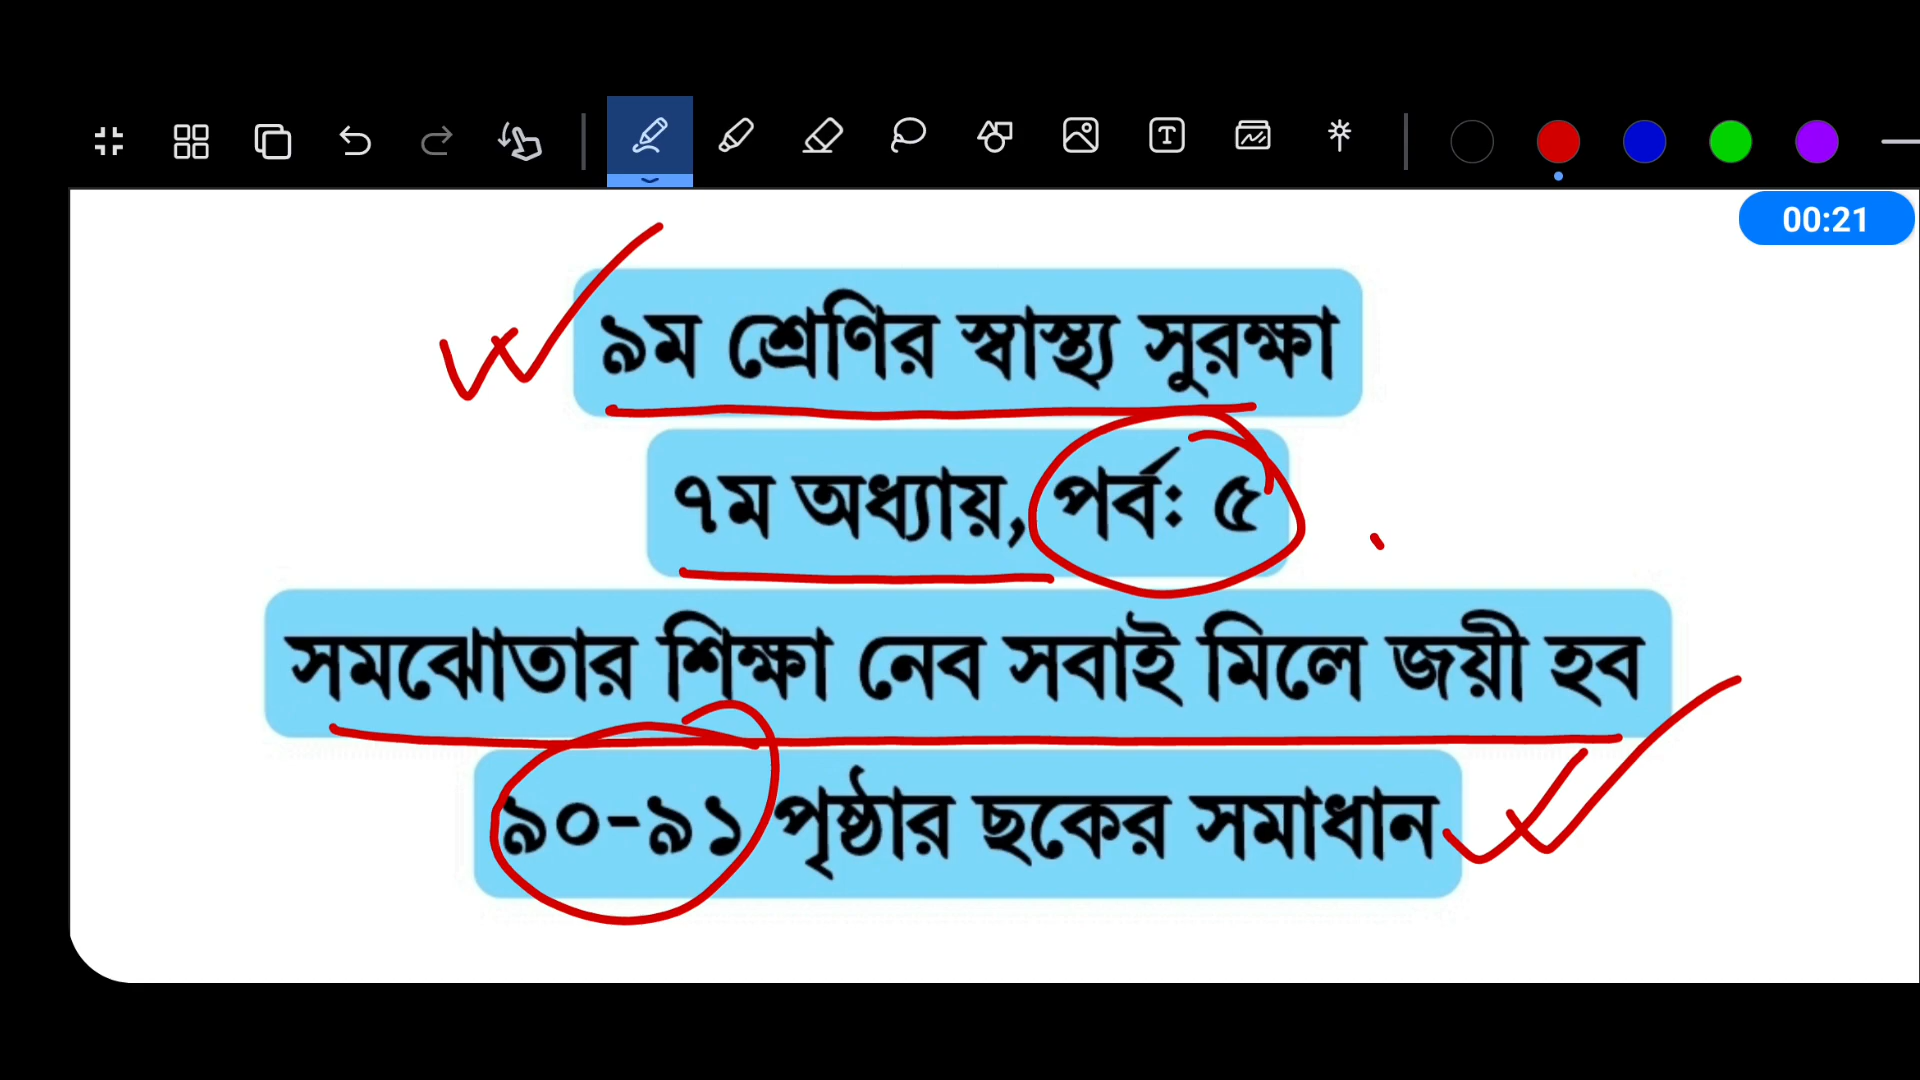 00:21
৯ম শ্রেণির স্বাস্থ্য সুরক্ষা
৭ম অধ্যায়, পর্ব: ৫
সমঝোতার শিক্ষা নেব সবাই মিলে জয়ী হব
৯০-৯১ পৃষ্ঠার ছকের সমাধান